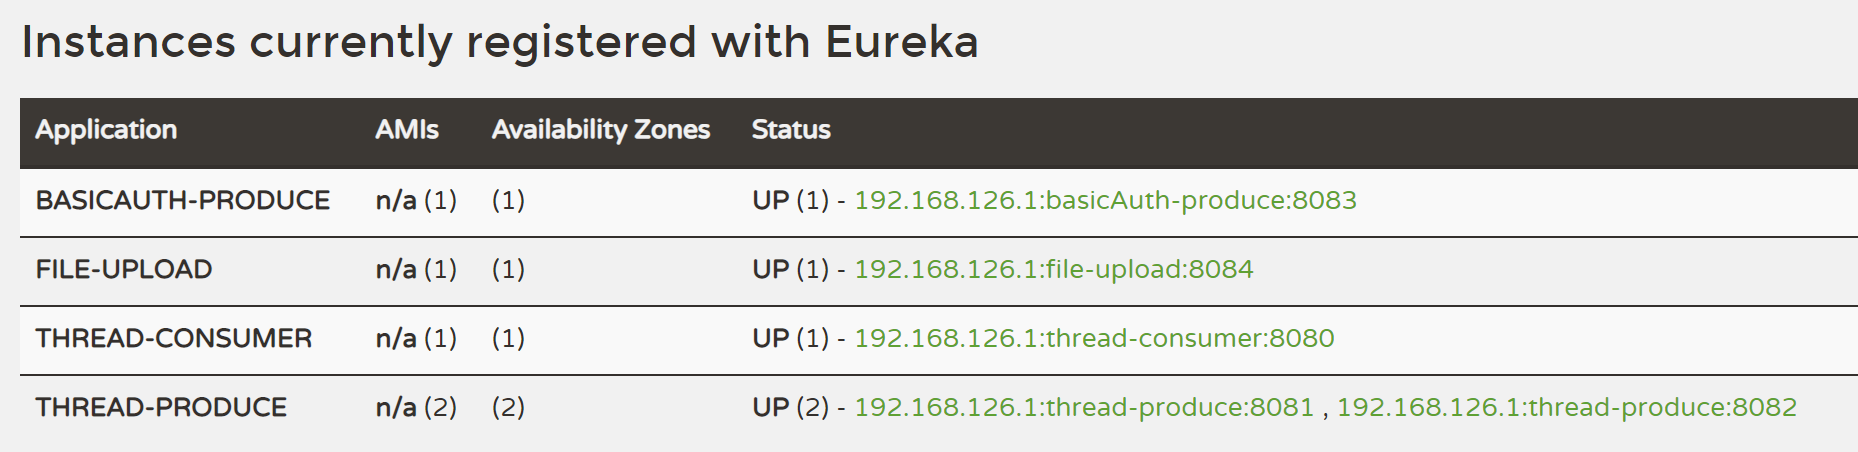 Instances currently registered with Eureka
Application AMIs Availability Zones Status
BASICAUTH-PRODUCE n/a (1) (1) UP (1) - 192.168.126.1:basicAuth-produce:8083
FILE-UPLOAD n/a (1) (1) UP (1) - 192.168.126.1:file-upload:8084
THREAD-CONSUMER n/a (1) (1) UP (1) - 192.168.126.1:thread-consumer:8080
THREAD-PRODUCE n/a (2) (2) UP (2) - 192.168.126.1:thread-produce:8081 , 192.168.126.1:thread-produce:8082